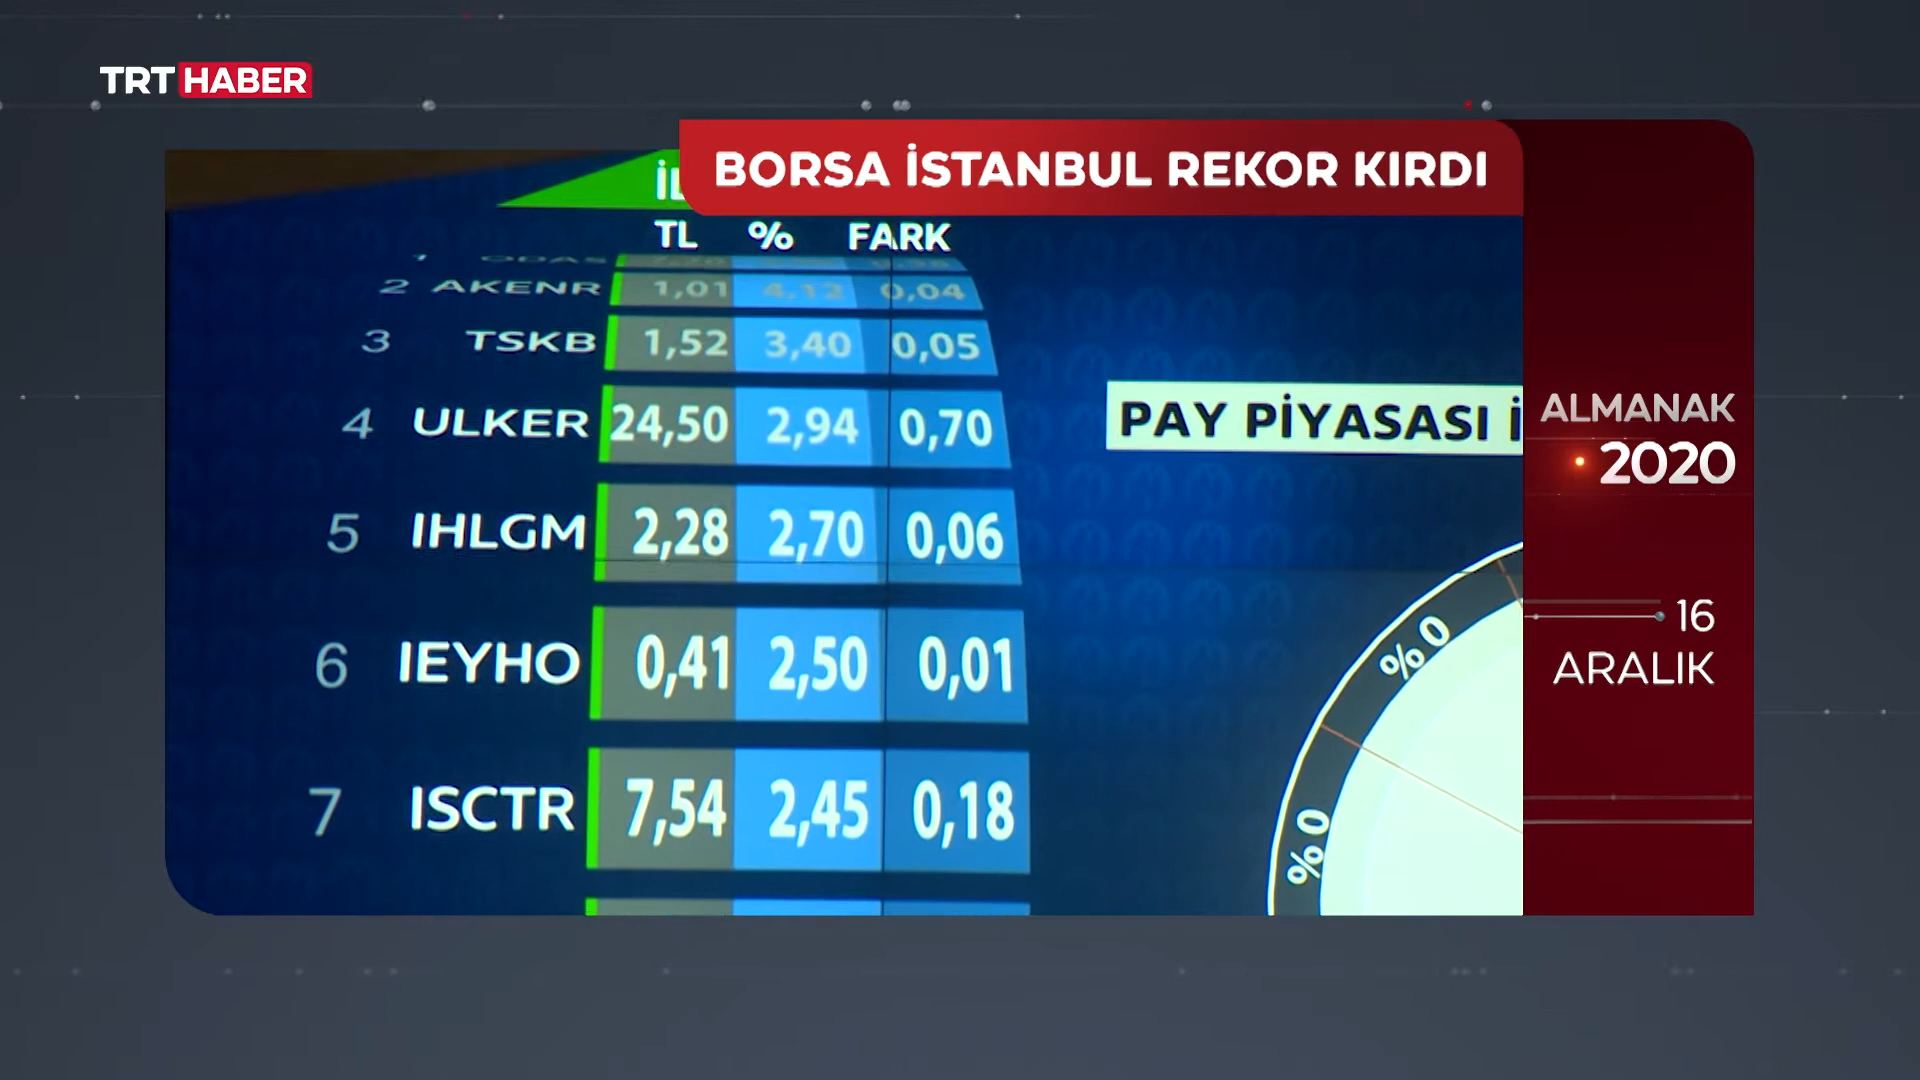 TRT HABER
BORSA İSTANBUL REKOR KIRDI
TL % FARK
2 AKENR 1,01 4,12 0,04
3 TSKB 1,52 3,40 0,05
4 ULKER 24,50 2,94 0,70
5 IHLGM 2,28 2,70 0,06
6 IEYHO 0,41 2,50 0,01
7 ISCTR 7,54 2,45 0,18
PAY PİYASASI
% 0
% 0
ALMANAK
2020
16
ARALIK